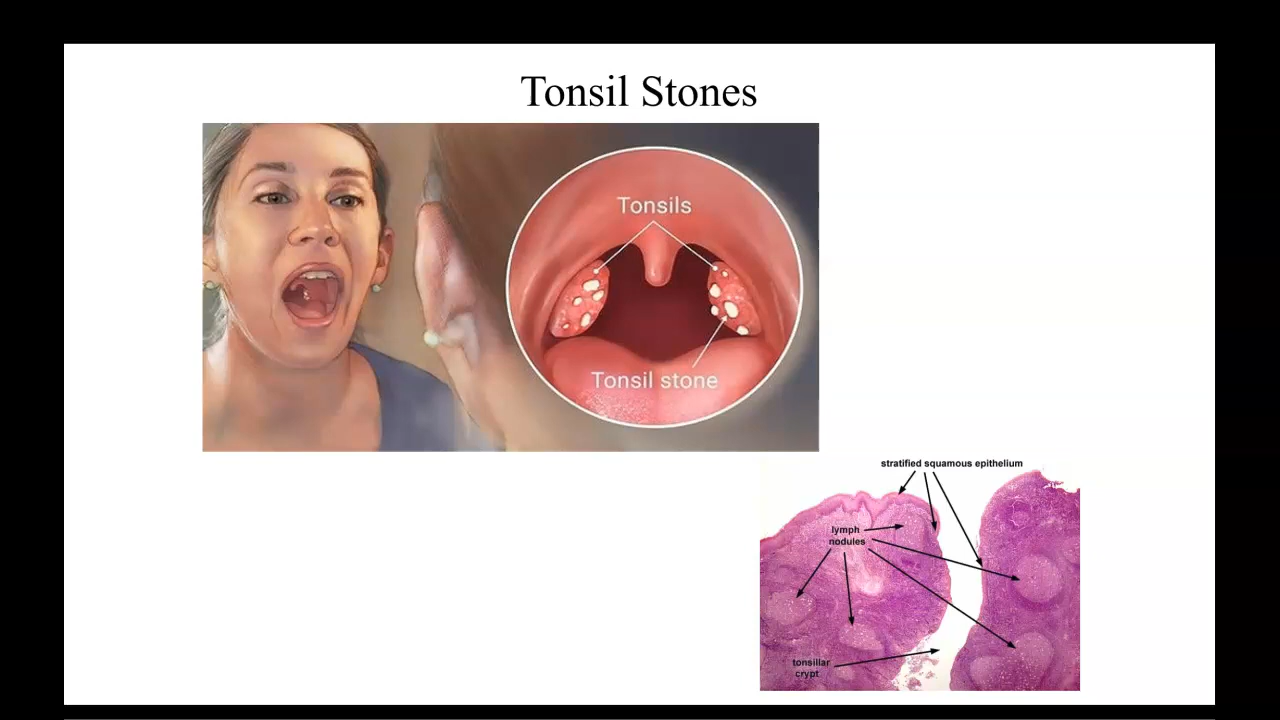 Tonsil Stones
Tonsils
Tonsil stone
stratified squamous epithelium
lymph
nodules
tonsillar
crypt